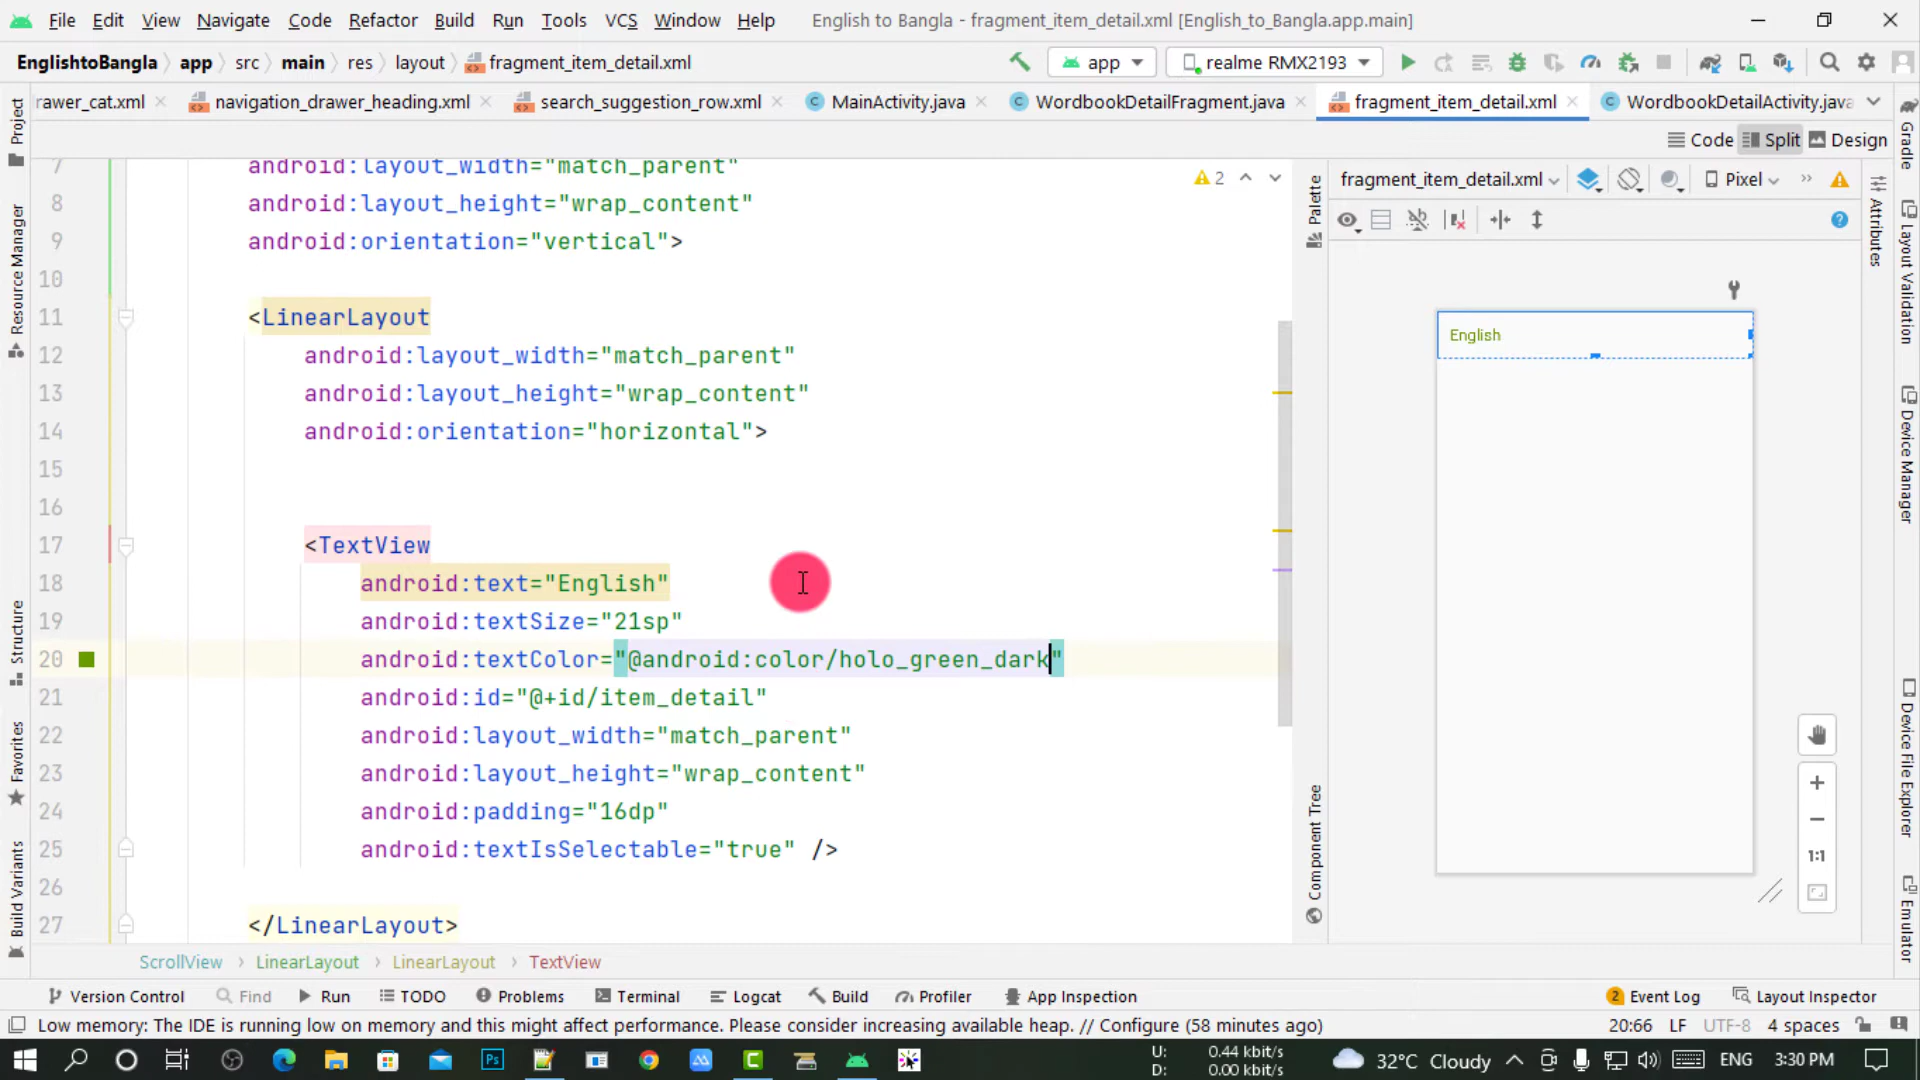 File Edit View Navigate Code Refactor Build Run Tools VCS Window Help English to Bangla - fragment_item_detail.xml [English_to_Bangla.app.main]
EnglishtoBangla app src main res layout fragment_item_detail.xml app realme RMX2193
rawer_cat.xml navigation_drawer_heading.xml search_suggestion_row.xml MainActivity.java WordbookDetailFragment.java fragment_item_detail.xml WordbookDetailActivity.java
Code Split Design
7 android:layout_width="match_parent"
8 android:layout_height="wrap_content"
9 android:orientation="vertical">
10
11 <LinearLayout
12 android:layout_width="match_parent"
13 android:layout_height="wrap_content"
14 android:orientation="horizontal">
15
16
17 <TextView
18 android:text="English"
19 android:textSize="21sp"
20 android:textColor="@android:color/holo_green_dark"
21 android:id="@+id/item_detail"
22 android:layout_width="match_parent"
23 android:layout_height="wrap_content"
24 android:padding="16dp"
25 android:textIsSelectable="true" />
26
27 </LinearLayout>
2
fragment_item_detail.xml Pixel
English
1:1
Project
Resource Manager
Structure
Favorites
Build Variants
Palette
Component Tree
Attributes
Gradle
Layout Validation
Device Manager
Device File Explorer
Emulator
ScrollView LinearLayout LinearLayout TextView
Version Control Find Run TODO Problems Terminal Logcat Build Profiler App Inspection 2 Event Log Layout Inspector
Low memory: The IDE is running low on memory and this might affect performance. Please consider increasing available heap. // Configure (58 minutes ago) 20:66 LF UTF-8 4 spaces
Ps U: 0.44 kbit/s 32°C Cloudy ENG 3:30 PM
D: 0.00 kbit/s